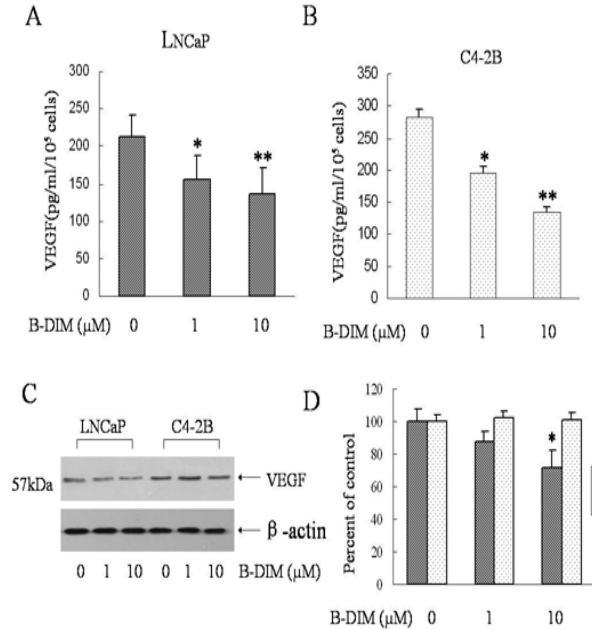 A
LNCaP
VEGF(pg/ml/10⁵ cells)
300
250
200
150
100
50
0
*
**
B-DIM (μM) 0 1 10
B
C4-2B
VEGF(pg/ml/10⁵ cells)
350
300
250
200
150
100
50
0
*
**
B-DIM (μM) 0 1 10
C
LNCaP C4-2B
57kDa
VEGF
β-actin
0 1 10 0 1 10 B-DIM (μM)
D
Percent of control
120
100
80
60
40
20
0
*
B-DIM (μM) 0 1 10